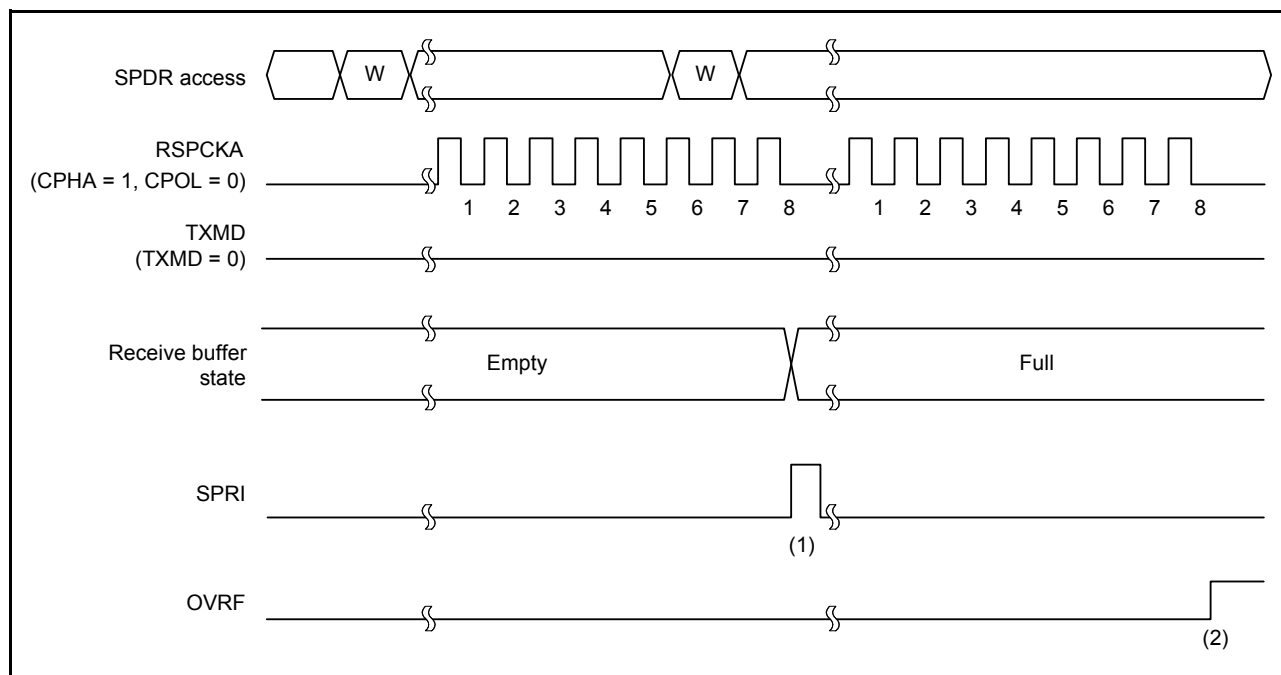 SPDR access
W
W
RSPCKA
(CPHA = 1, CPOL = 0)
1 2 3 4 5 6 7 8
1 2 3 4 5 6 7 8
TXMD
(TXMD = 0)
Receive buffer
state
Empty
Full
SPRI
(1)
OVRF
(2)